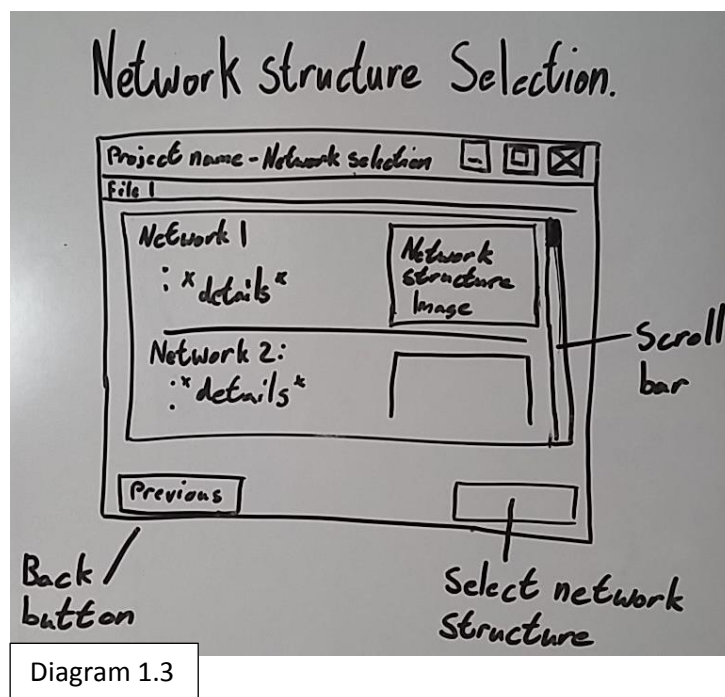 Network structure Selection.
Project name - Network selection
File |
Network 1
: *details*
Network
structure
Image
Network 2:
: *details*
Scroll
bar
Previous
Back
button
Select network
structure
Diagram 1.3